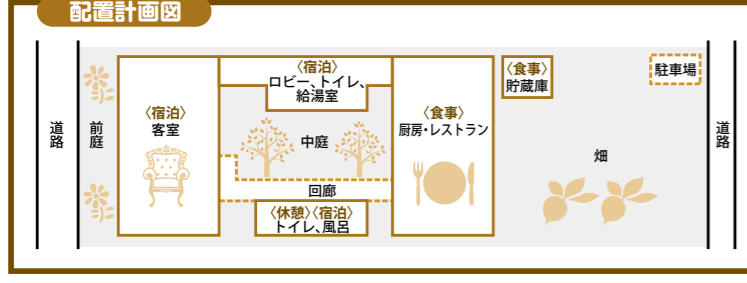 配置計画図
道路
前庭
〈宿泊〉
客室
〈宿泊〉
ロビー、トイレ、
給湯室
中庭
回廊
〈休憩〉〈宿泊〉
トイレ、風呂
〈食事〉
厨房・レストラン
〈食事〉
貯蔵庫
畑
駐車場
道路